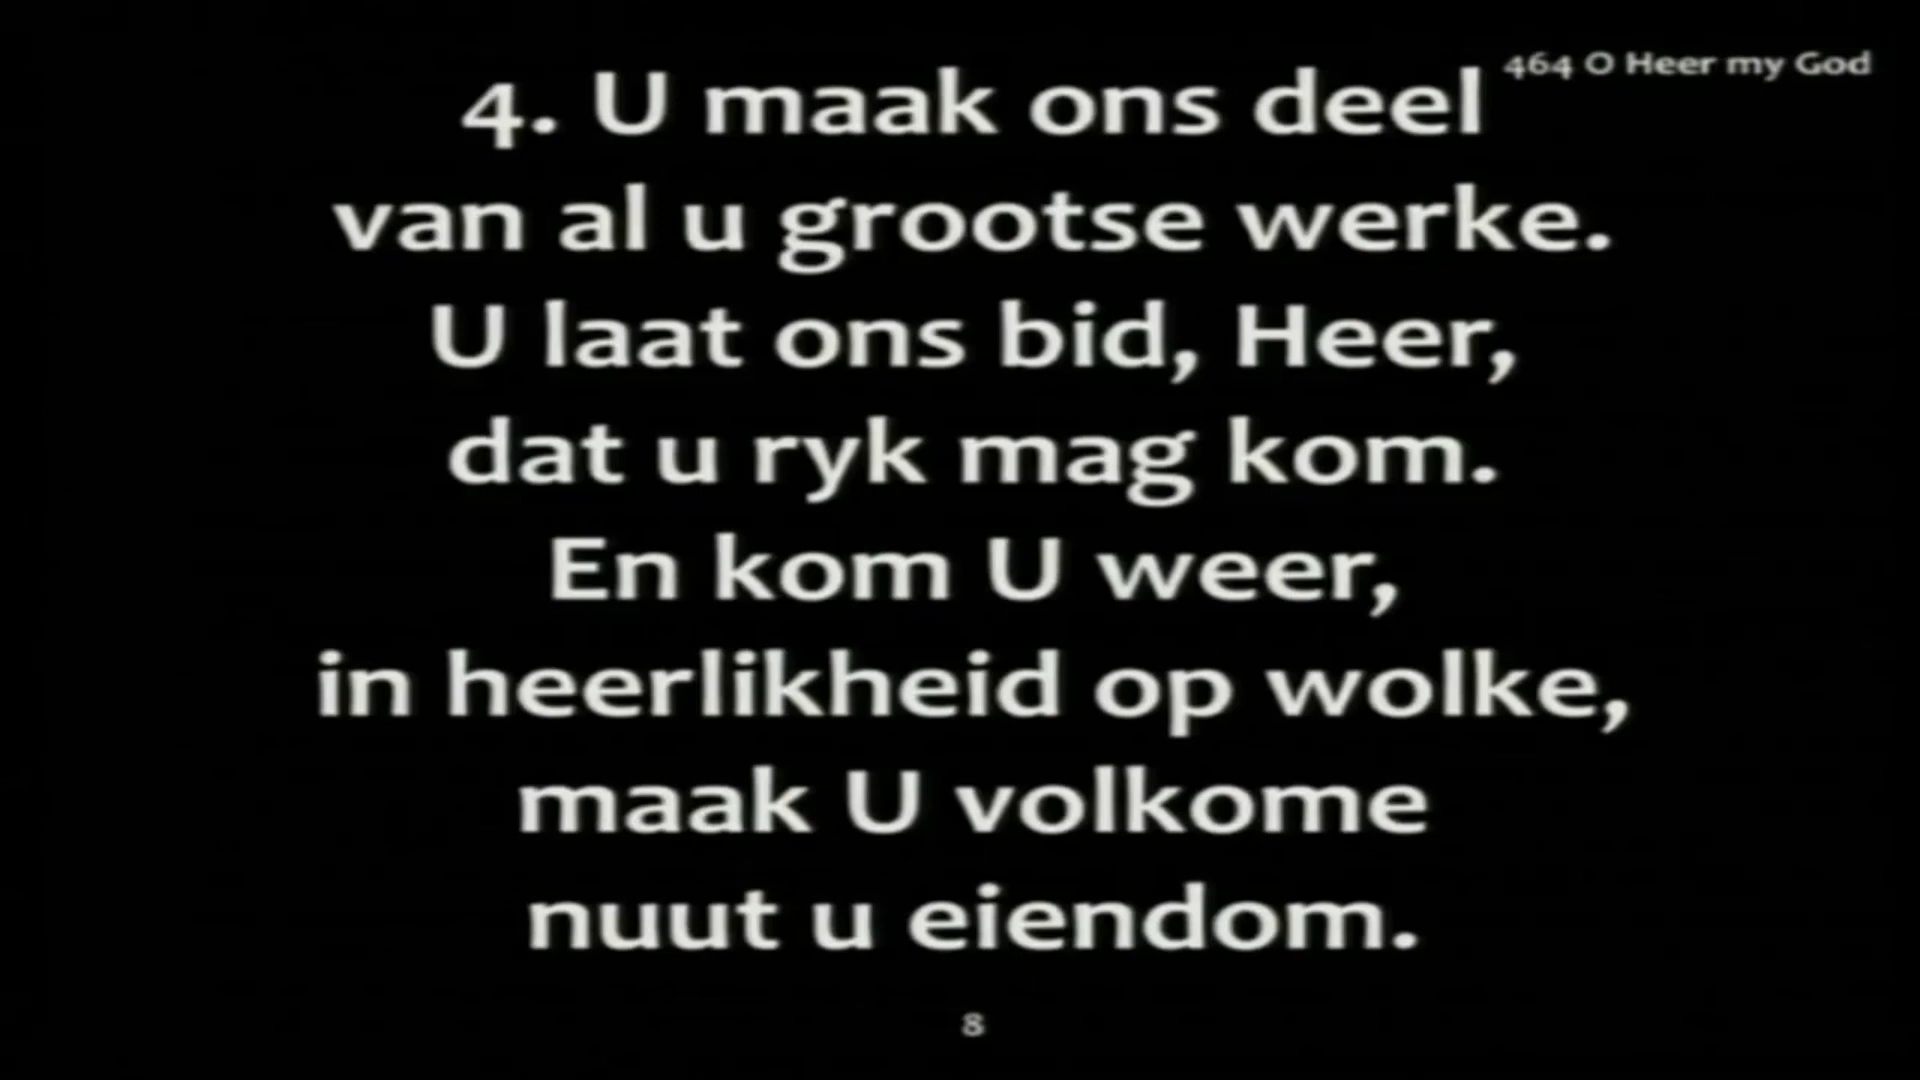 464 O Heer my God
4. U maak ons deel
van al u grootse werke.
U laat ons bid, Heer,
dat u ryk mag kom.
En kom U weer,
in heerlikheid op wolke,
maak U volkome
nuut u eiendom.
8